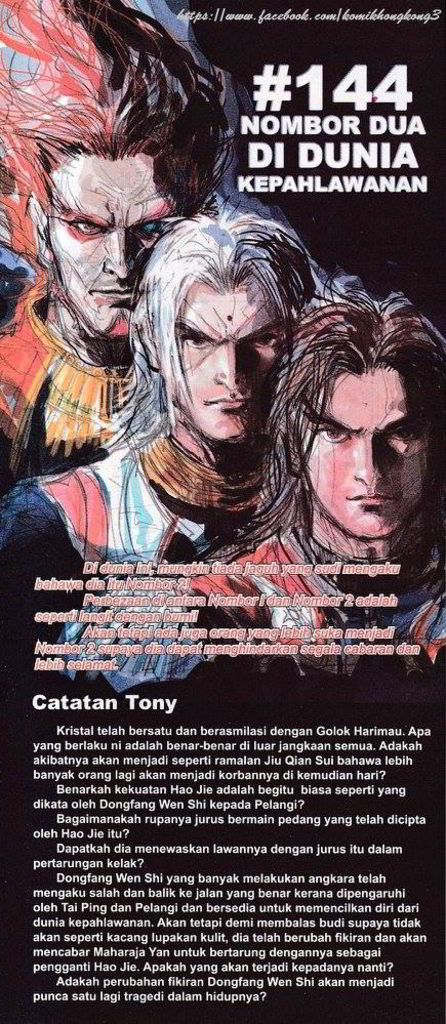 https://www.facebook.com/komikhongkong3
#144
NOMBOR DUA
DI DUNIA
KEPAHLAWANAN
Di dunia ini, mungkin tiada jaguh yang sudi mengaku
bahawa dia itu Nombor 2!
Perbezaan di antara Nombor 1 dan Nombor 2 adalah
seperti langit dengan bumi!
Akan tetapi ada juga orang yang lebih suka menjadi
Nombor 2 supaya dia dapat menghindarkan segala cabaran dan
lebih selamat.
Catatan Tony
Kristal telah bersatu dan berasmilasi dengan Golok Harimau. Apa
yang berlaku ni adalah benar-benar di luar jangkaan semua. Adakah
akibatnya akan menjadi seperti ramalan Jiu Qian Sui bahawa lebih
banyak orang lagi akan menjadi korbannya di kemudian hari?
Benarkah kekuatan Hao Jie adalah begitu biasa seperti yang
dikata oleh Dongfang Wen Shi kepada Pelangi?
Bagaimanakah rupanya jurus bermain pedang yang telah dicipta
oleh Hao Jie itu?
Dapatkah dia menewaskan lawannya dengan jurus itu dalam
pertarungan kelak?
Dongfang Wen Shi yang banyak melakukan angkara telah
mengaku salah dan balik ke jalan yang benar kerana dipengaruhi
oleh Tai Ping dan Pelangi dan bersedia untuk memencilkan diri dari
dunia kepahlawanan. Akan tetapi demi membalas budi supaya tidak
akan seperti kacang lupakan kulit, dia telah berubah fikiran dan akan
mencabar Maharaja Yan untuk bertarung dengannya sebagai
pengganti Hao Jie. Apakah yang akan terjadi kepadanya nanti?
Adakah perubahan fikiran Dongfang Wen Shi akan menjadi
punca satu lagi tragedi dalam hidupnya?